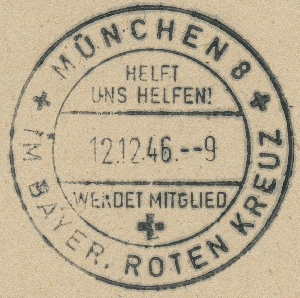 MÜNCHEN 8
HELFT
UNS HELFEN!
12.12.46.--9
WERDET MITGLIED
IM BAYER. ROTEN KREUZ